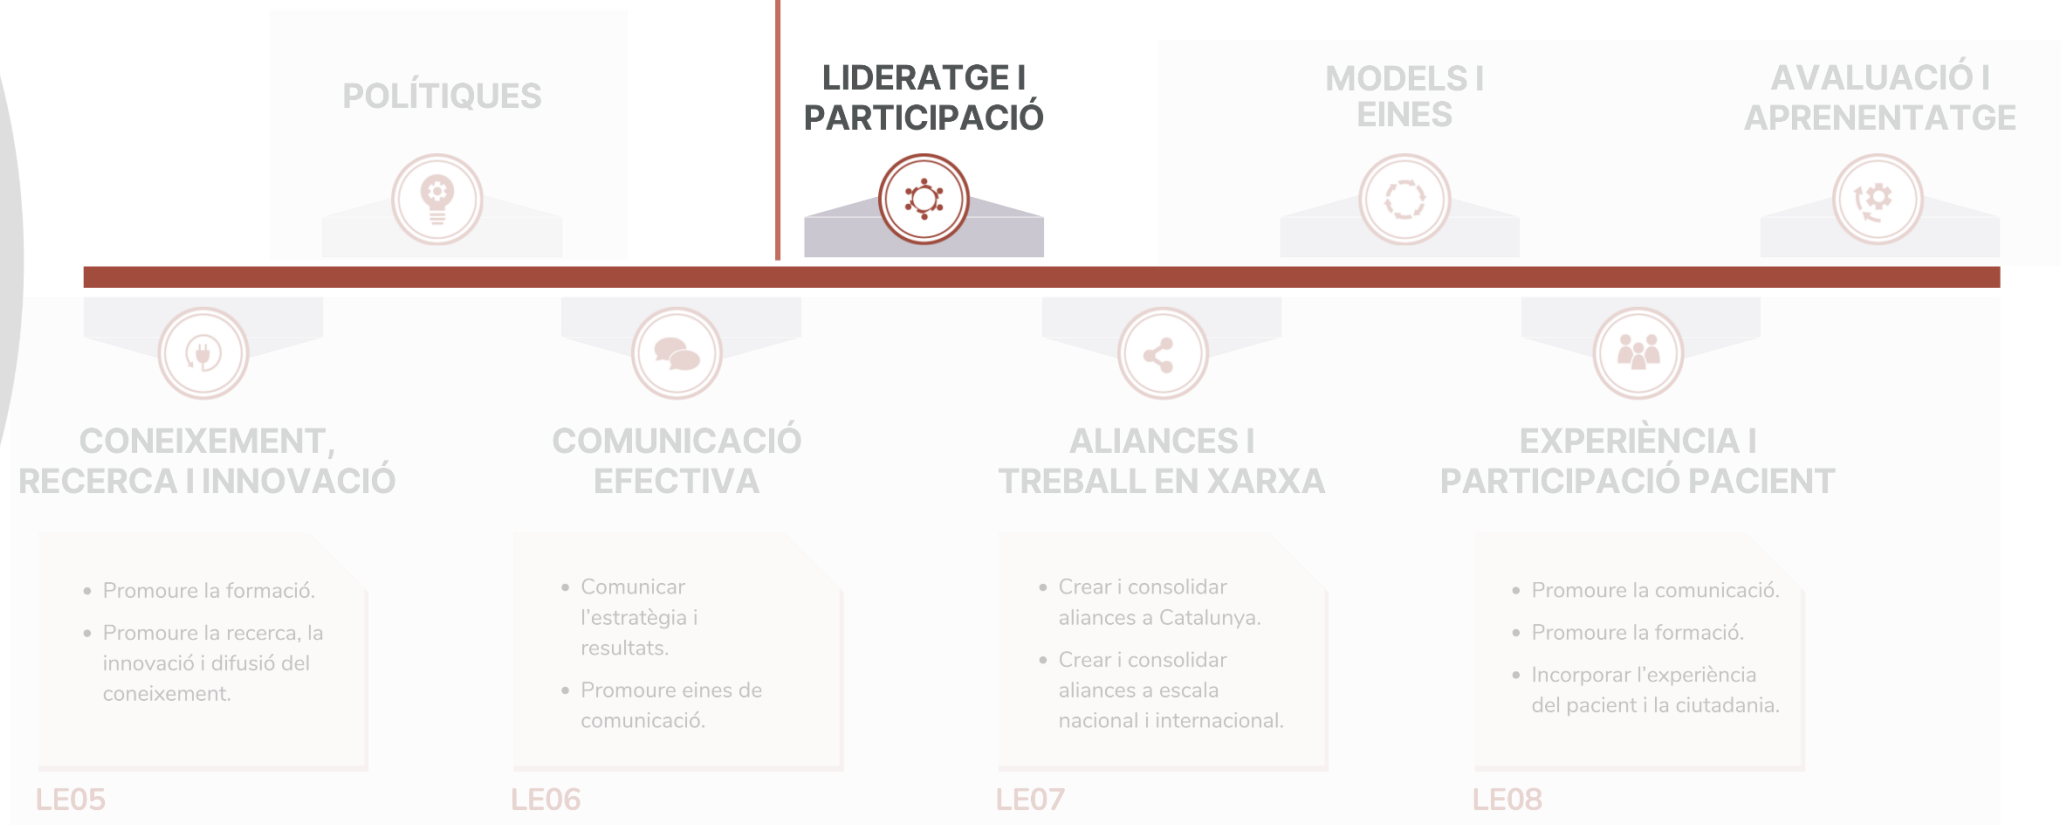 POLÍTIQUES
LIDERATGE I
PARTICIPACIÓ
MODELS I
EINES
AVALUACIÓ I
APRENENTATGE
CONEIXEMENT,
RECERCA I INNOVACIÓ
COMUNICACIÓ
EFECTIVA
ALIANCES I
TREBALL EN XARXA
EXPERIÈNCIA I
PARTICIPACIÓ PACIENT
• Promoure la formació.
• Promoure la recerca, la
innovació i difusió del
coneixement.
• Comunicar
l'estratègia i
resultats.
• Promoure eines de
comunicació.
• Crear i consolidar
aliances a Catalunya.
• Crear i consolidar
aliances a escala
nacional i internacional.
• Promoure la comunicació.
• Promoure la formació.
• Incorporar l'experiència
del pacient i la ciutadania.
LE05
LE06
LE07
LE08